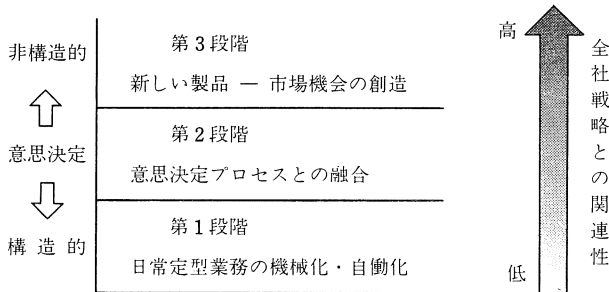 非構造的
意思決定
構造的
第3段階
新しい製品 ― 市場機会の創造
第2段階
意思決定プロセスとの融合
第1段階
日常定型業務の機械化・自働化
高
低
全社戦略との関連性